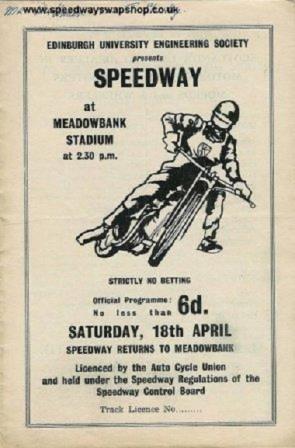 www.speedwayswapshop.co.uk
EDINBURGH UNIVERSITY ENGINEERING SOCIETY
presents
SPEEDWAY
at
MEADOWBANK
STADIUM
at 2.30 p.m.
STRICTLY NO BETTING
Official Programme:
No less than 6d.
SATURDAY, 18th APRIL
SPEEDWAY RETURNS TO MEADOWBANK
Licenced by the Auto Cycle Union
and held under the Speedway Regulations of the
Speedway Control Board
Track Licence No.........